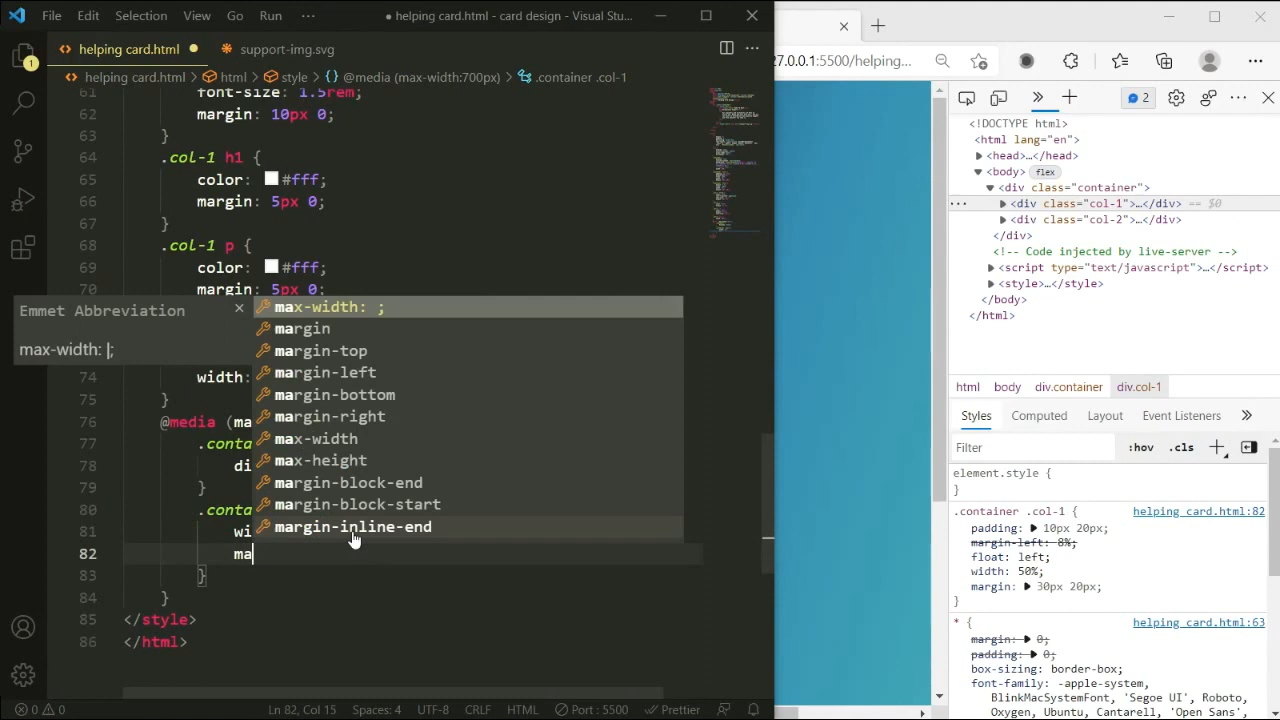 File Edit Selection View Go Run ··· ● helping card.html - card design - Visual Stu...
helping card.html ● support-img.svg
helping card.html > html > style > {} @media (max-width:700px) > .container .col-1
61 font-size: 1.5rem;
62 margin: 10px 0;
63 }
64 .col-1 h1 {
65 color: #fff;
66 margin: 5px 0;
67 }
68 .col-1 p {
69 color: #fff;
margin: 5px 0;
Emmet Abbreviation
max-width: |;
max-width: ;
margin
margin-top
margin-left
margin-bottom
margin-right
max-width
max-height
margin-block-end
margin-block-start
margin-inline-end
74 width:
75 }
76 @media (ma
77 .conta
78 di
79 }
80 .conta
81 wi
82 ma
83 }
84 }
85 </style>
86 </html>
1
0 0 Ln 82, Col 15 Spaces: 4 UTF-8 CRLF HTML Port : 5500 Prettier
27.0.0.1:5500/helping...
2
<!DOCTYPE html>
<html lang="en">
<head>…</head>
<body> flex
<div class="container">
··· <div class="col-1">…</div> == $0
<div class="col-2">…</div>
</div>
<!-- Code injected by live-server -->
<script type="text/javascript">…</script>
<style>…</style>
</body>
</html>
html body div.container div.col-1
Styles Computed Layout Event Listeners
Filter :hov .cls
element.style {
}
.container .col-1 { helping card.html:82
padding: 10px 20px;
margin-left: 8%;
float: left;
width: 50%;
margin: 30px 20px;
}
* { helping card.html:63
margin: 0;
padding: 0;
box-sizing: border-box;
font-family: -apple-system,
BlinkMacSystemFont, 'Segoe UI', Roboto,
Oxygen, Ubuntu, Cantarell, 'Open Sans',